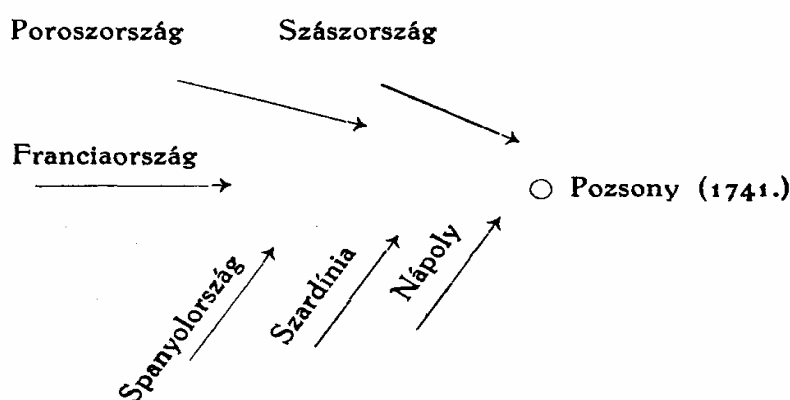 Poroszország
Szászország
Franciaország
Pozsony (1741.)
Spanyolország
Szardínia
Nápoly